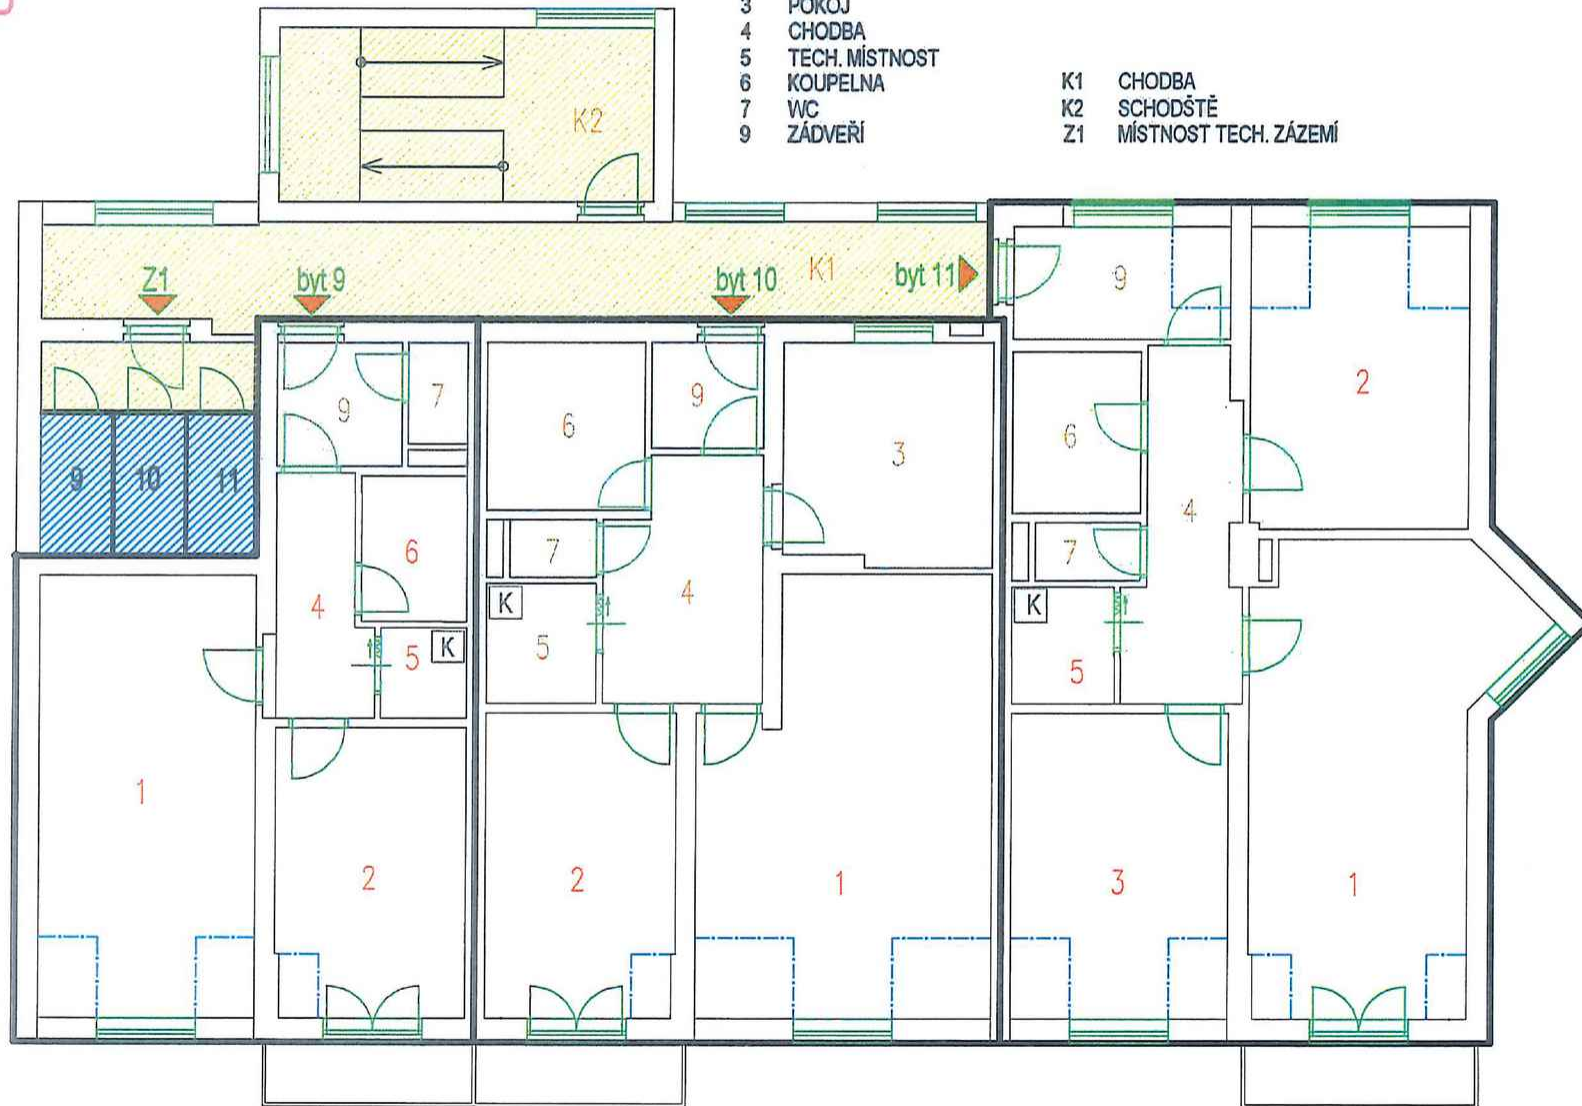 3 POKOJ
4 CHODBA
5 TECH. MÍSTNOST
6 KOUPELNA
7 WC
9 ZÁDVEŘÍ
K1 CHODBA
K2 SCHODŠTĚ
Z1 MÍSTNOST TECH. ZÁZEMÍ
K2
K1
Z1
byt 9
byt 10
byt 11
9
2
9
7
6
9
3
6
4
9
10
11
6
7
4
7
4
5
K
K
5
K
5
1
2
2
1
3
1